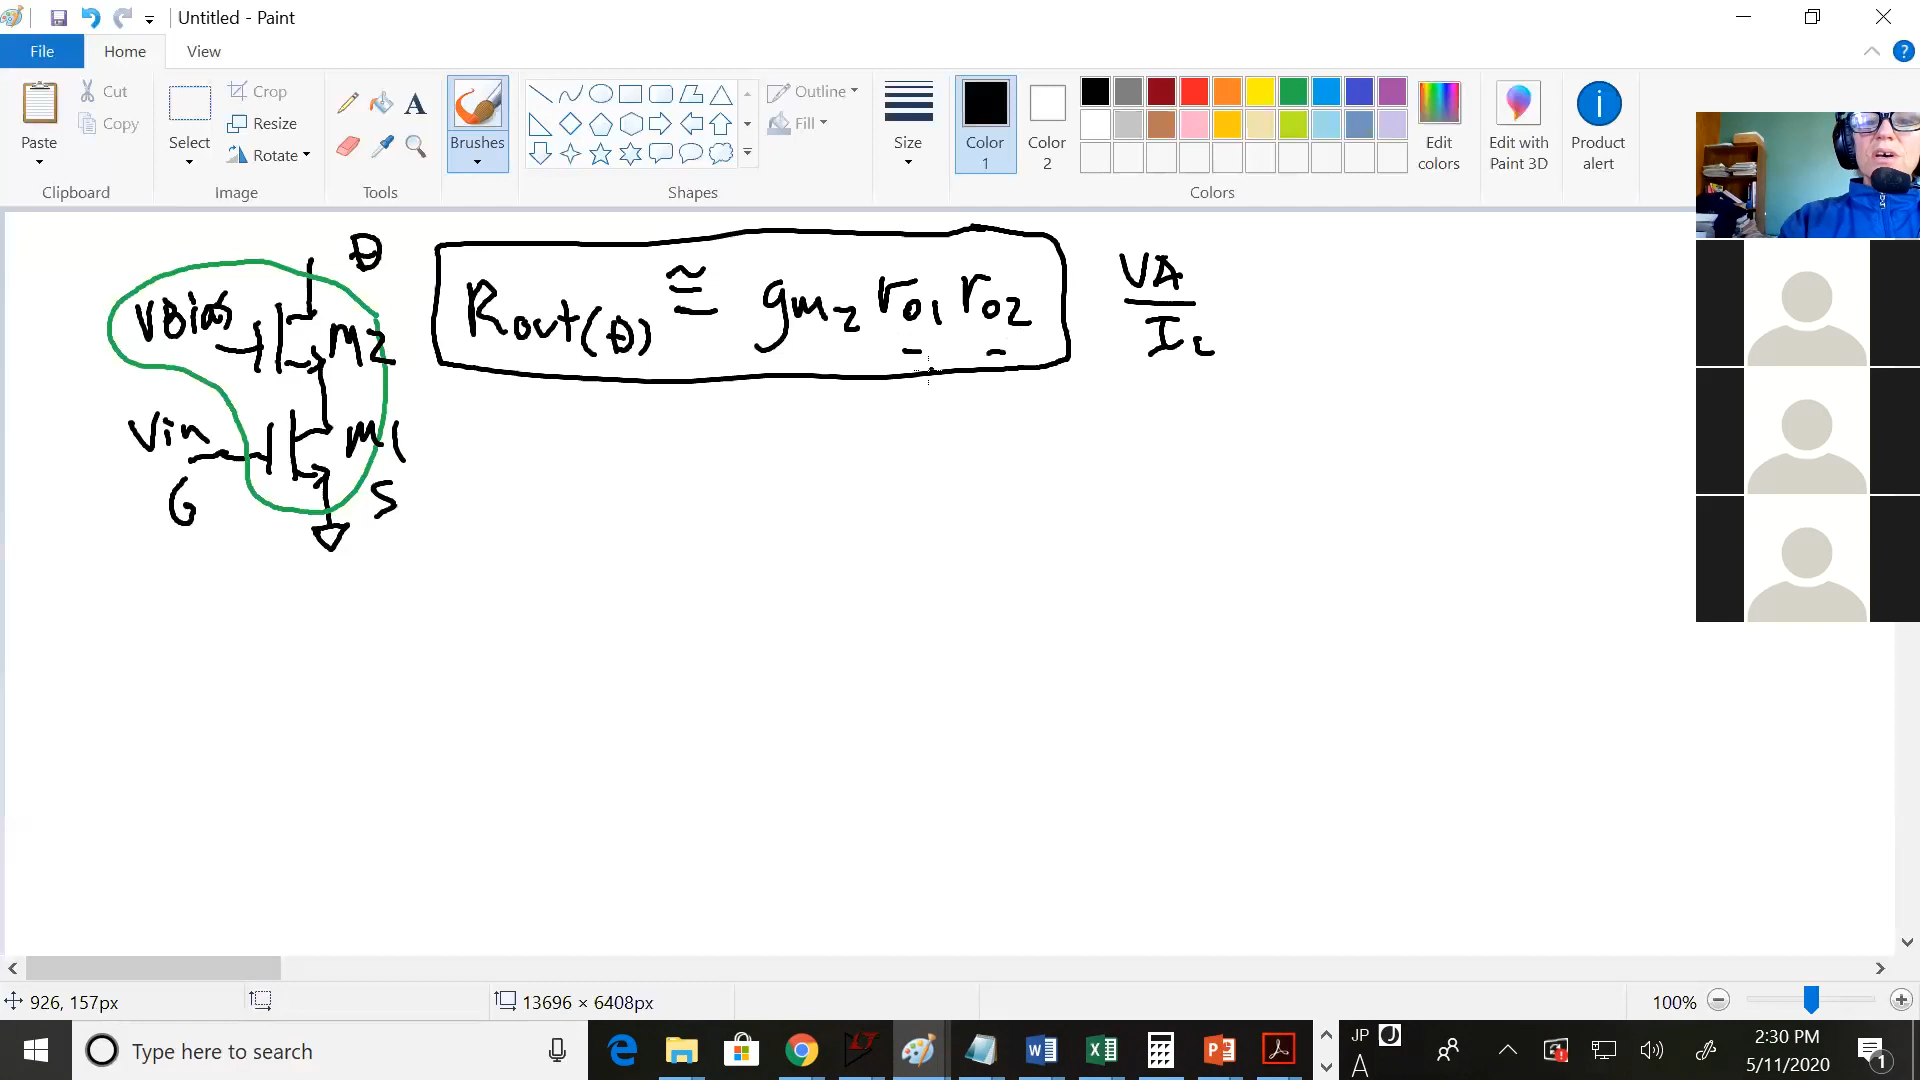 Untitled - Paint
File Home View
Paste Cut Copy Clipboard
Select Crop Resize Rotate Image
Tools
Brushes
Shapes
Outline Fill
Size
Color 1 Color 2
Colors
Edit colors
Edit with Paint 3D
Product alert
D
VBias M2
Vin M1
G S
Rout(D) ≅ gm2 ro1 ro2
VA
IC
926, 157px
13696 × 6408px
100%
Type here to search
JP J A
2:30 PM
5/11/2020
1